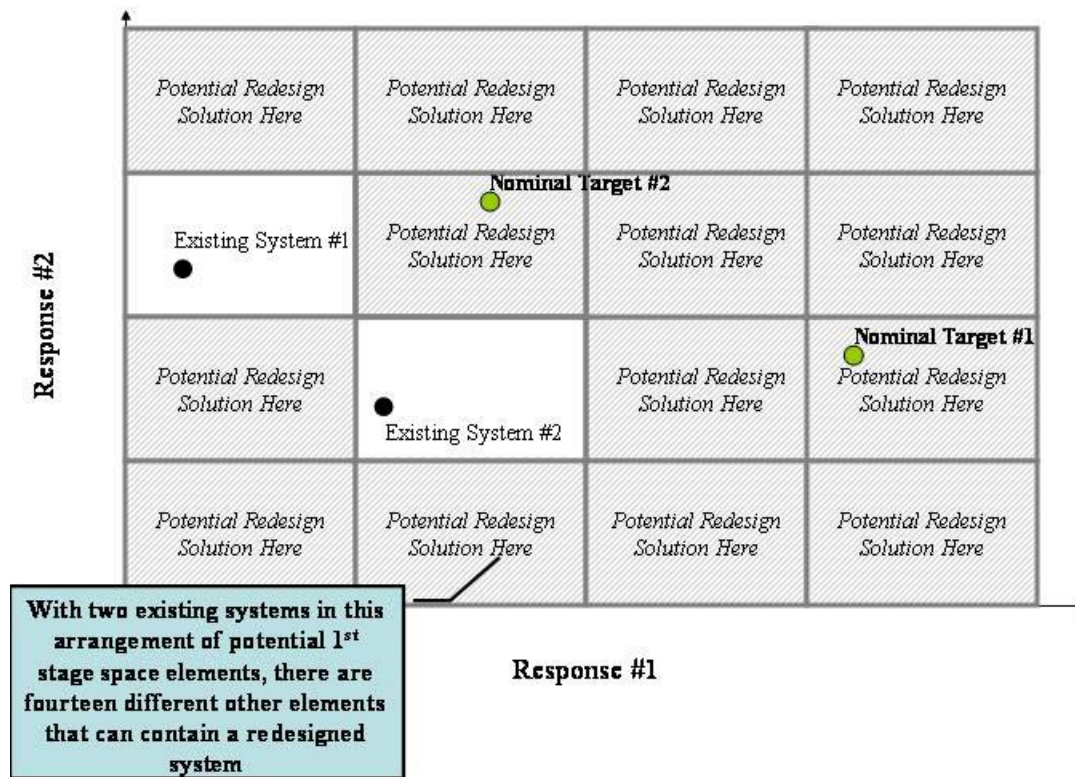 Response #2
Potential Redesign
Solution Here
Potential Redesign
Solution Here
Potential Redesign
Solution Here
Potential Redesign
Solution Here
Existing System #1
Nominal Target #2
Potential Redesign
Solution Here
Potential Redesign
Solution Here
Potential Redesign
Solution Here
Potential Redesign
Solution Here
Existing System #2
Potential Redesign
Solution Here
Nominal Target #1
Potential Redesign
Solution Here
Potential Redesign
Solution Here
Potential Redesign
Solution Here
Potential Redesign
Solution Here
Potential Redesign
Solution Here
With two existing systems in this
arrangement of potential 1st
stage space elements, there are
fourteen different other elements
that can contain a redesigned
system
Response #1